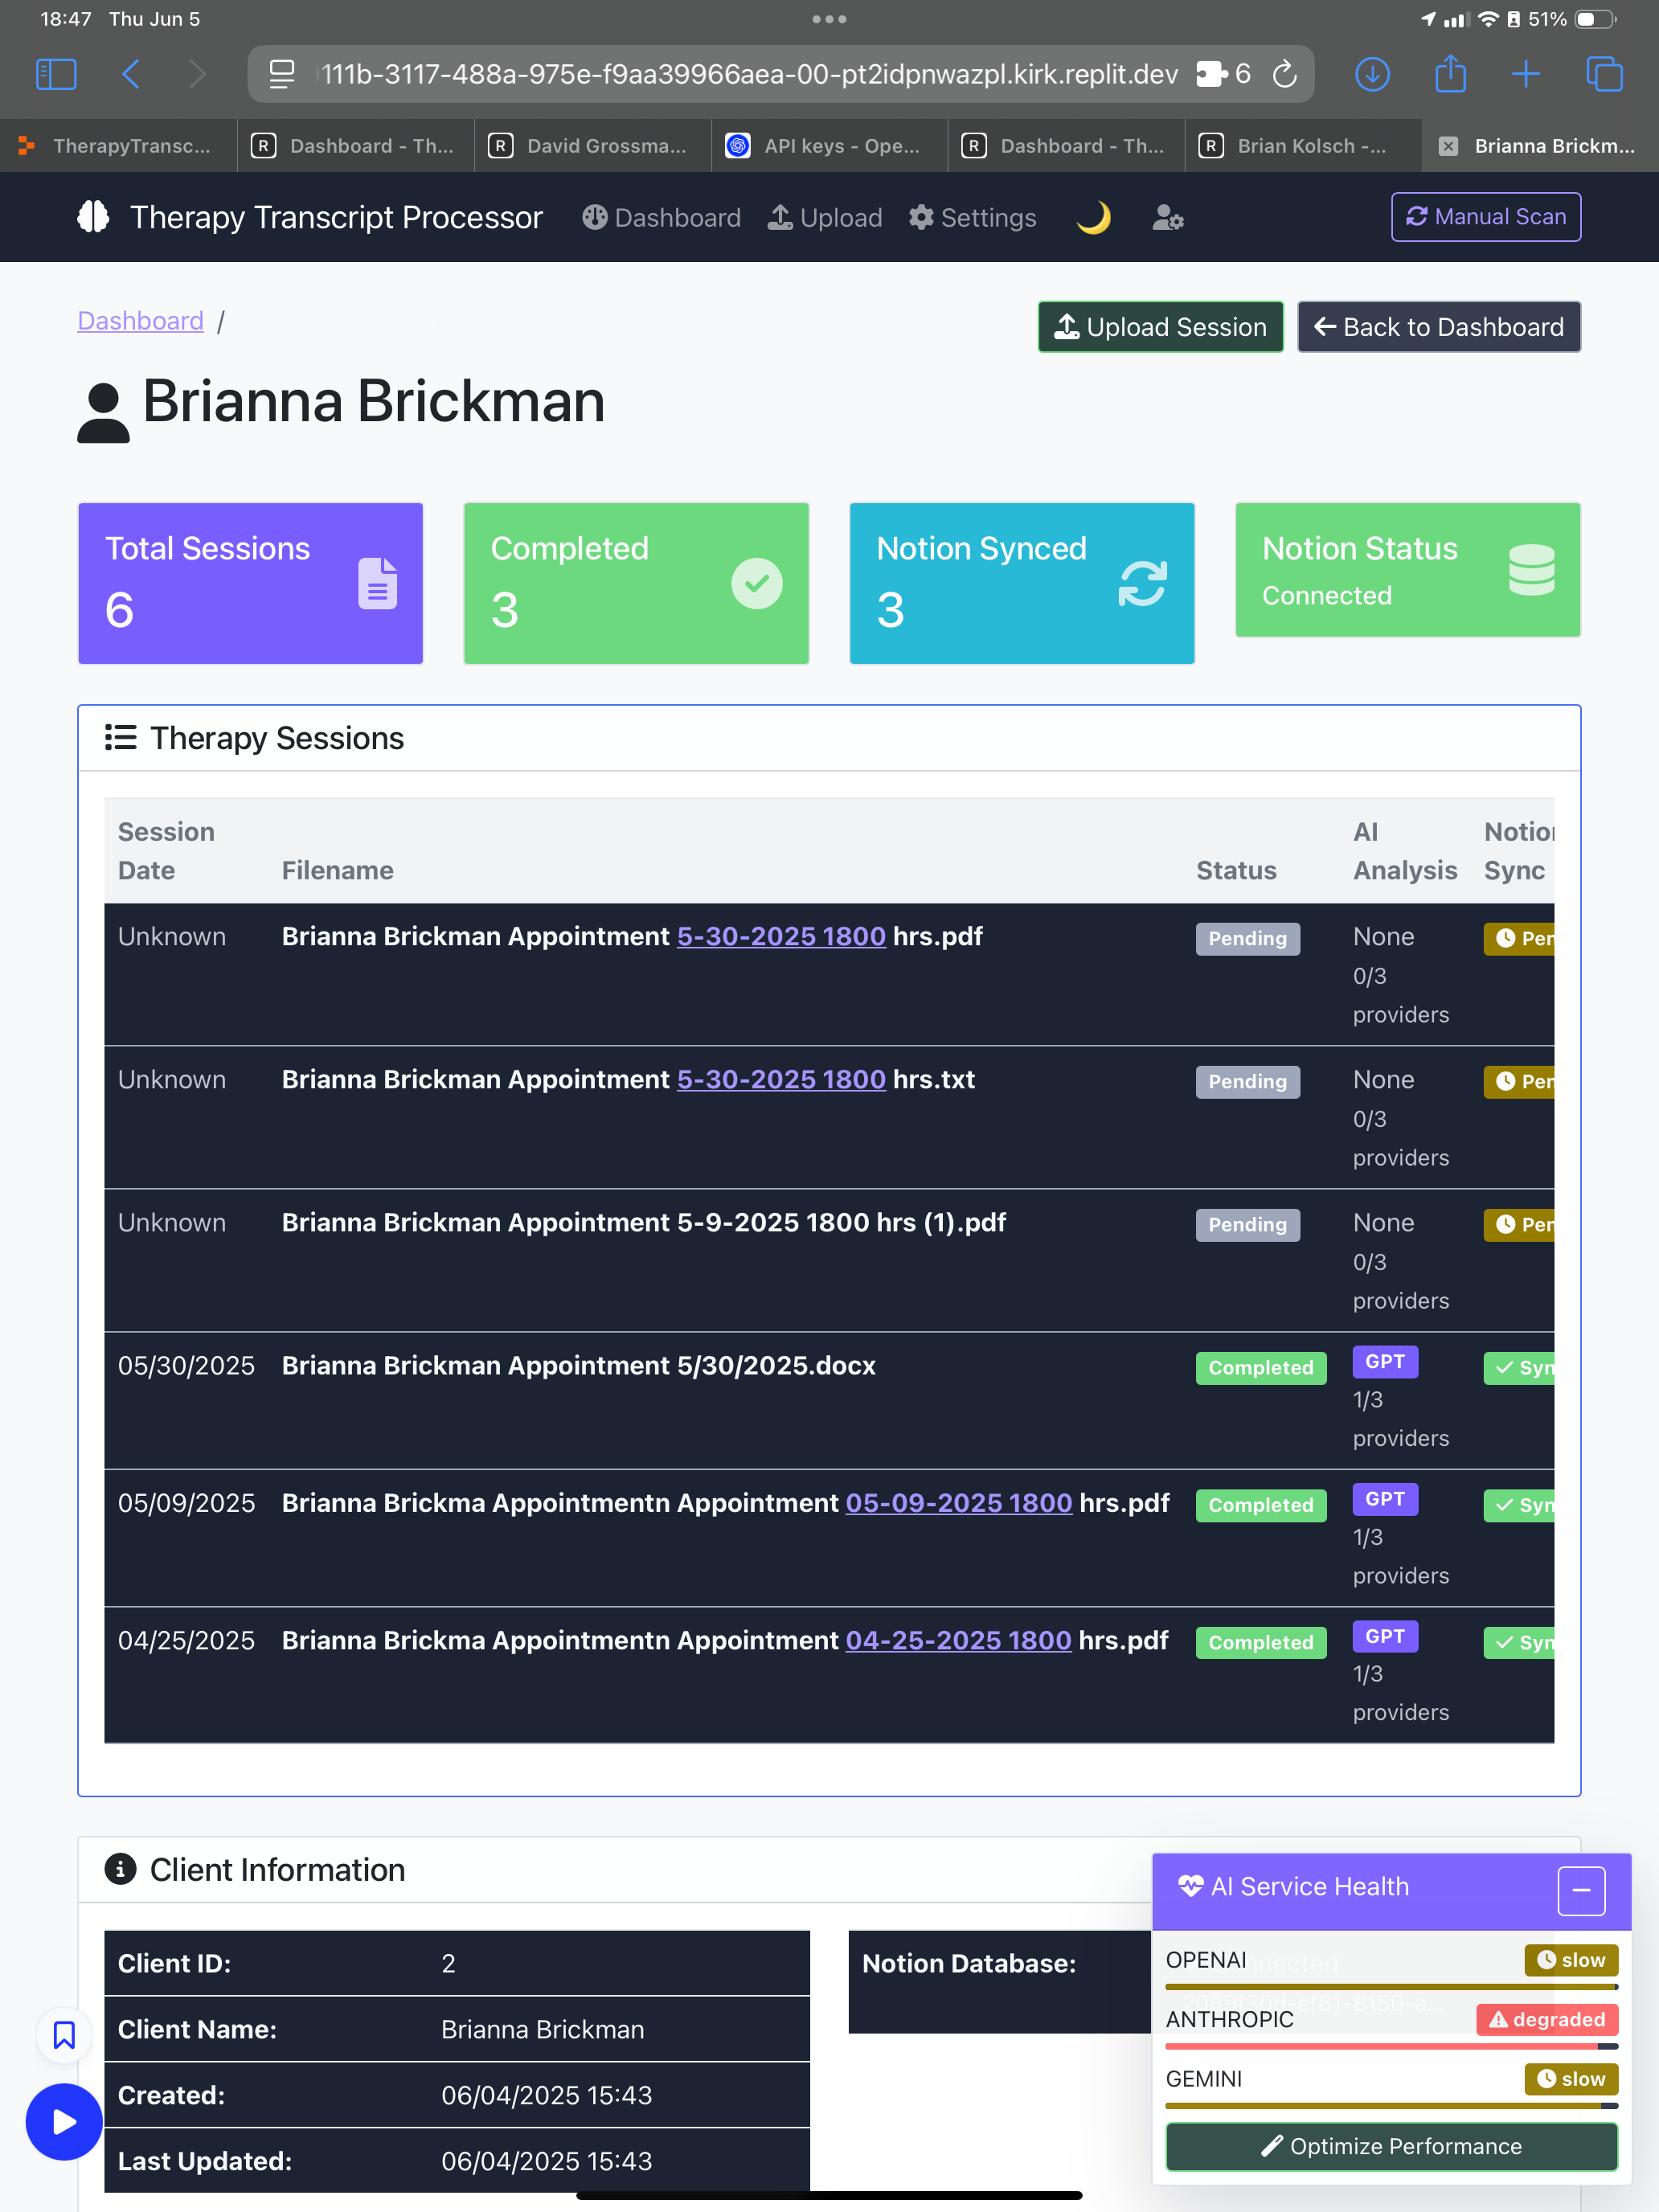 18:47 Thu Jun 5
51%
111b-3117-488a-975e-f9aa39966aea-00-pt2idpnwazpl.kirk.replit.dev 6
TherapyTransc...
R Dashboard - Th...
R David Grossma...
API keys - Ope...
R Dashboard - Th...
R Brian Kolsch -...
Brianna Brickm...
Therapy Transcript Processor Dashboard Upload Settings Manual Scan
Dashboard /
Upload Session
Back to Dashboard
Brianna Brickman
Total Sessions
6
Completed
3
Notion Synced
3
Notion Status
Connected
Therapy Sessions
Session Date Filename Status AI Analysis Notion Sync
Unknown Brianna Brickman Appointment 5-30-2025 1800 hrs.pdf Pending None Pen
0/3
providers
Unknown Brianna Brickman Appointment 5-30-2025 1800 hrs.txt Pending None Pen
0/3
providers
Unknown Brianna Brickman Appointment 5-9-2025 1800 hrs (1).pdf Pending None Pen
0/3
providers
05/30/2025 Brianna Brickman Appointment 5/30/2025.docx Completed GPT Syn
1/3
providers
05/09/2025 Brianna Brickma Appointmentn Appointment 05-09-2025 1800 hrs.pdf Completed GPT Syn
1/3
providers
04/25/2025 Brianna Brickma Appointmentn Appointment 04-25-2025 1800 hrs.pdf Completed GPT Syn
1/3
providers
Client Information
Client ID: 2
Client Name: Brianna Brickman
Created: 06/04/2025 15:43
Last Updated: 06/04/2025 15:43
Notion Database:
AI Service Health
OPENAI slow
ANTHROPIC degraded
GEMINI slow
Optimize Performance